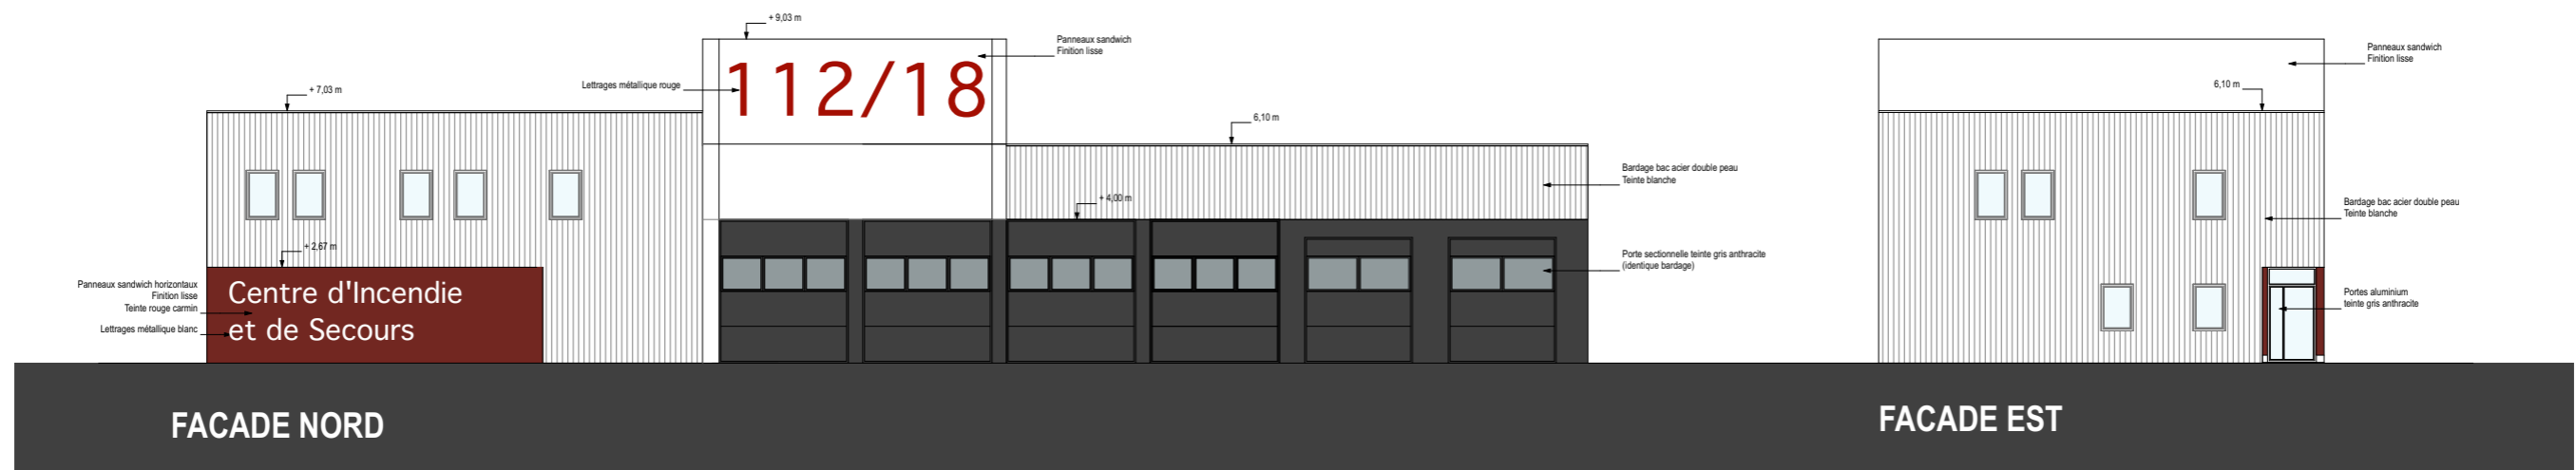 + 9,03 m
Panneaux sandwich
Finition lisse
Lettrages métallique rouge
112/18
+ 7,03 m
6,10 m
Bardage bac acier double peau
Teinte blanche
+ 4,00 m
+ 2,67 m
Porte sectionnelle teinte gris anthracite
(identique bardage)
Panneaux sandwich horizontaux
Finition lisse
Teinte rouge carmin
Lettrages métallique blanc
Centre d'Incendie
et de Secours
FACADE NORD
Panneaux sandwich
Finition lisse
6,10 m
Bardage bac acier double peau
Teinte blanche
Portes aluminium
teinte gris anthracite
FACADE EST